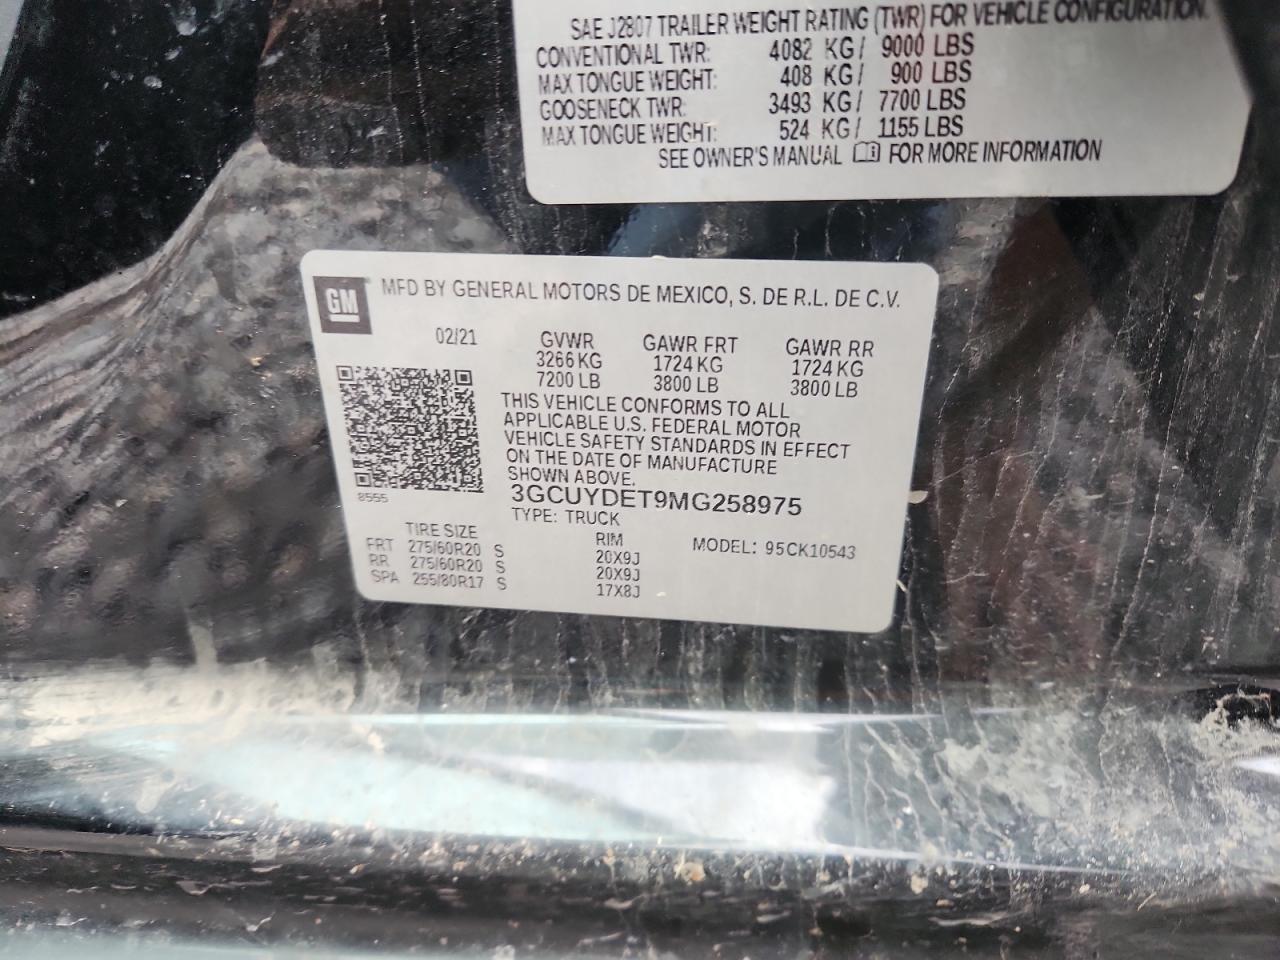 SAE J2807 TRAILER WEIGHT RATING (TWR) FOR VEHICLE CONFIGURATION.
CONVENTIONAL TWR: 4082 KG/ 9000 LBS
MAX TONGUE WEIGHT: 408 KG/ 900 LBS
GOOSENECK TWR: 3493 KG/ 7700 LBS
MAX TONGUE WEIGHT: 524 KG/ 1155 LBS
SEE OWNER'S MANUAL FOR MORE INFORMATION
GM
MFD BY GENERAL MOTORS DE MEXICO, S. DE R.L. DE C.V.
02/21 GVWR GAWR FRT GAWR RR
3266 KG 1724 KG 1724 KG
7200 LB 3800 LB 3800 LB
THIS VEHICLE CONFORMS TO ALL
APPLICABLE U.S. FEDERAL MOTOR
VEHICLE SAFETY STANDARDS IN EFFECT
ON THE DATE OF MANUFACTURE
SHOWN ABOVE.
8555
3GCUYDET9MG258975
TYPE: TRUCK
TIRE SIZE RIM MODEL: 95CK10543
FRT 275/60R20 S 20X9J
RR 275/60R20 S 20X9J
SPA 255/80R17 S 17X8J